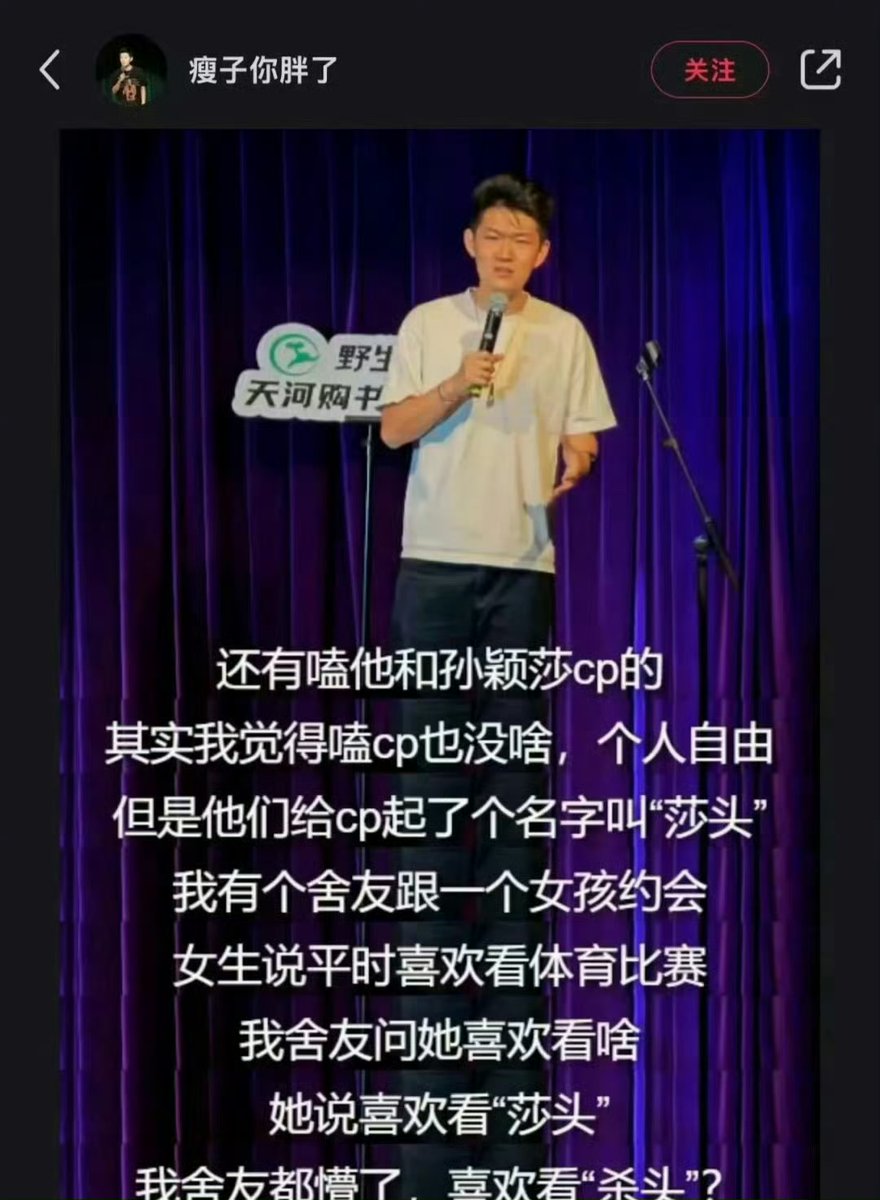 瘦子你胖了
关注
野生
天河购书
还有嗑他和孙颖莎cp的
其实我觉得嗑cp也没啥，个人自由
但是他们给cp起了个名字叫“莎头”
我有个舍友跟一个女孩约会
女生说平时喜欢看体育比赛
我舍友问她喜欢看啥
她说喜欢看“莎头”
我舍友都懵了，喜欢看“杀头”？